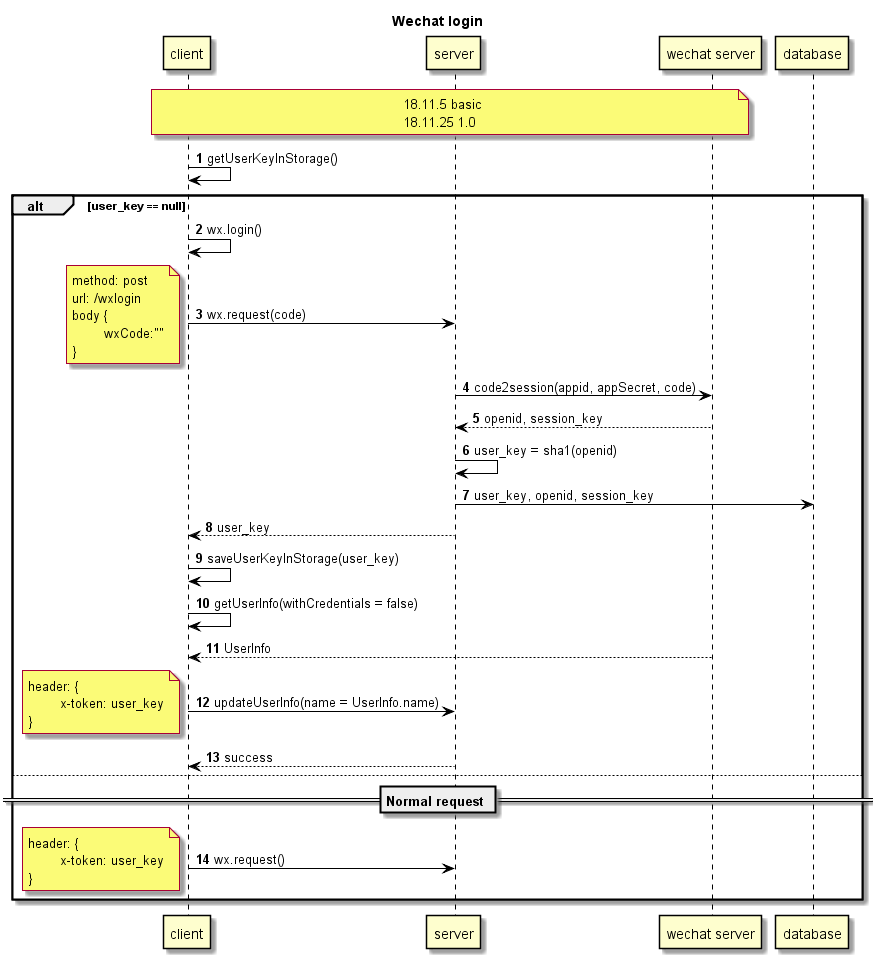 Wechat login
client
server
wechat server
database
18.11.5 basic
18.11.25 1.0
1 getUserKeyInStorage()
alt
[user_key == null]
2 wx.login()
method: post
url: /wxlogin
body {
wxCode:""
}
3 wx.request(code)
4 code2session(appid, appSecret, code)
5 openid, session_key
6 user_key = sha1(openid)
7 user_key, openid, session_key
8 user_key
9 saveUserKeyInStorage(user_key)
10 getUserInfo(withCredentials = false)
11 UserInfo
header: {
x-token: user_key
}
12 updateUserInfo(name = UserInfo.name)
13 success
Normal request
header: {
x-token: user_key
}
14 wx.request()
client
server
wechat server
database